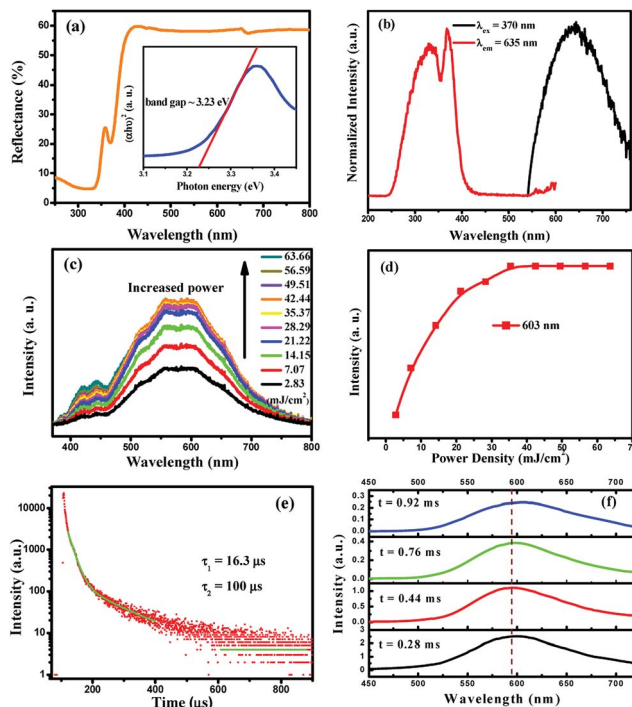 (a)
Reflectance (%)
70
60
50
40
30
20
10
0
300
400
500
600
700
800
Wavelength (nm)
(αhυ)² (a. u.)
band gap ~ 3.23 eV
3.1
3.2
3.3
3.4
Photon energy (eV)
(b)
λex = 370 nm
λem = 635 nm
Normalized Intensity (a.u.)
200
300
400
500
600
700
Wavelength (nm)
(c)
Increased power
63.66
56.59
49.51
42.44
35.37
28.29
21.22
14.15
7.07
2.83
(mJ/cm²)
Intensity (a. u.)
400
500
600
700
800
Wavelength (nm)
(d)
603 nm
Intensity (a. u.)
0
10
20
30
40
50
60
70
Power Density (mJ/cm²)
(e)
τ1 = 16.3 μs
τ2 = 100 μs
Intensity (a.u.)
10000
1000
100
10
1
200
400
600
800
Time (μs)
450
500
550
600
650
700
(f)
t = 0.92 ms
0.3
0.2
0.1
0.0
t = 0.76 ms
0.4
0.2
0.0
t = 0.44 ms
1.0
0.5
0.0
t = 0.28 ms
3
2
1
0
Intensity (a.u.)
450
500
550
600
650
700
Wavelength (nm)